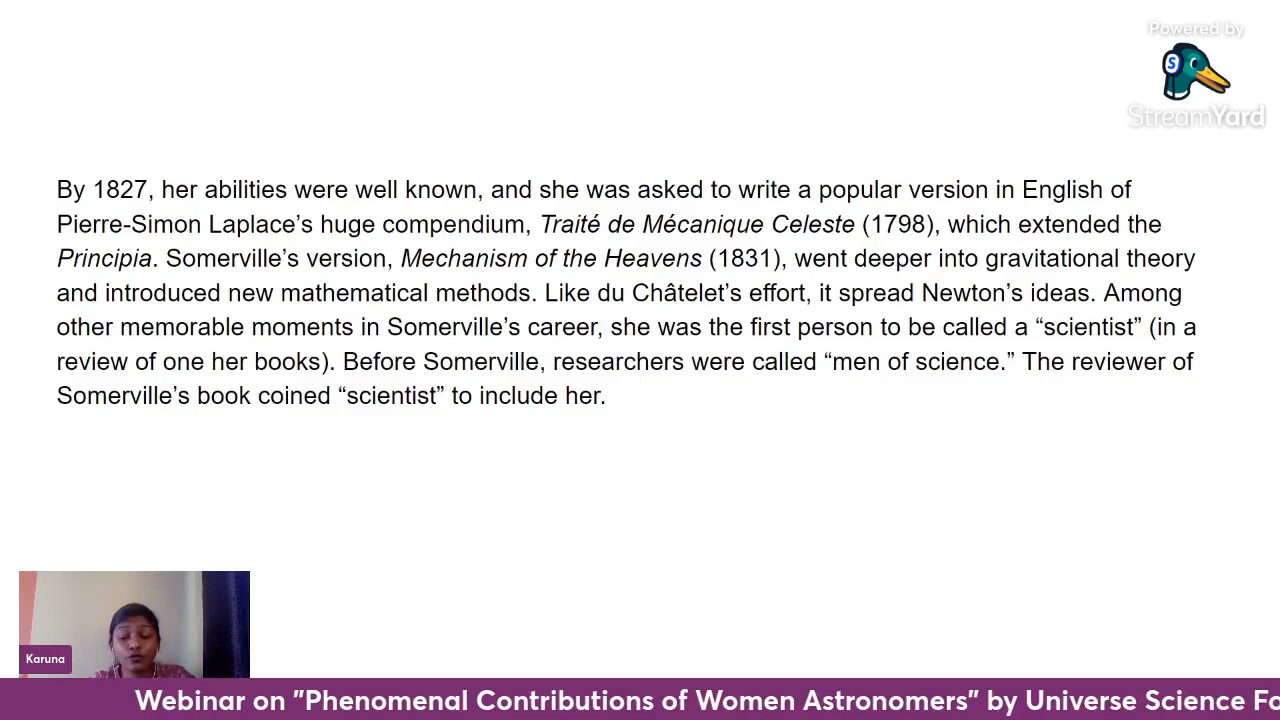 Powered by
S
StreamYard
By 1827, her abilities were well known, and she was asked to write a popular version in English of
Pierre-Simon Laplace’s huge compendium, Traité de Mécanique Celeste (1798), which extended the
Principia. Somerville’s version, Mechanism of the Heavens (1831), went deeper into gravitational theory
and introduced new mathematical methods. Like du Châtelet’s effort, it spread Newton’s ideas. Among
other memorable moments in Somerville’s career, she was the first person to be called a “scientist” (in a
review of one her books). Before Somerville, researchers were called “men of science.” The reviewer of
Somerville’s book coined “scientist” to include her.
Karuna
Webinar on "Phenomenal Contributions of Women Astronomers" by Universe Science Fo